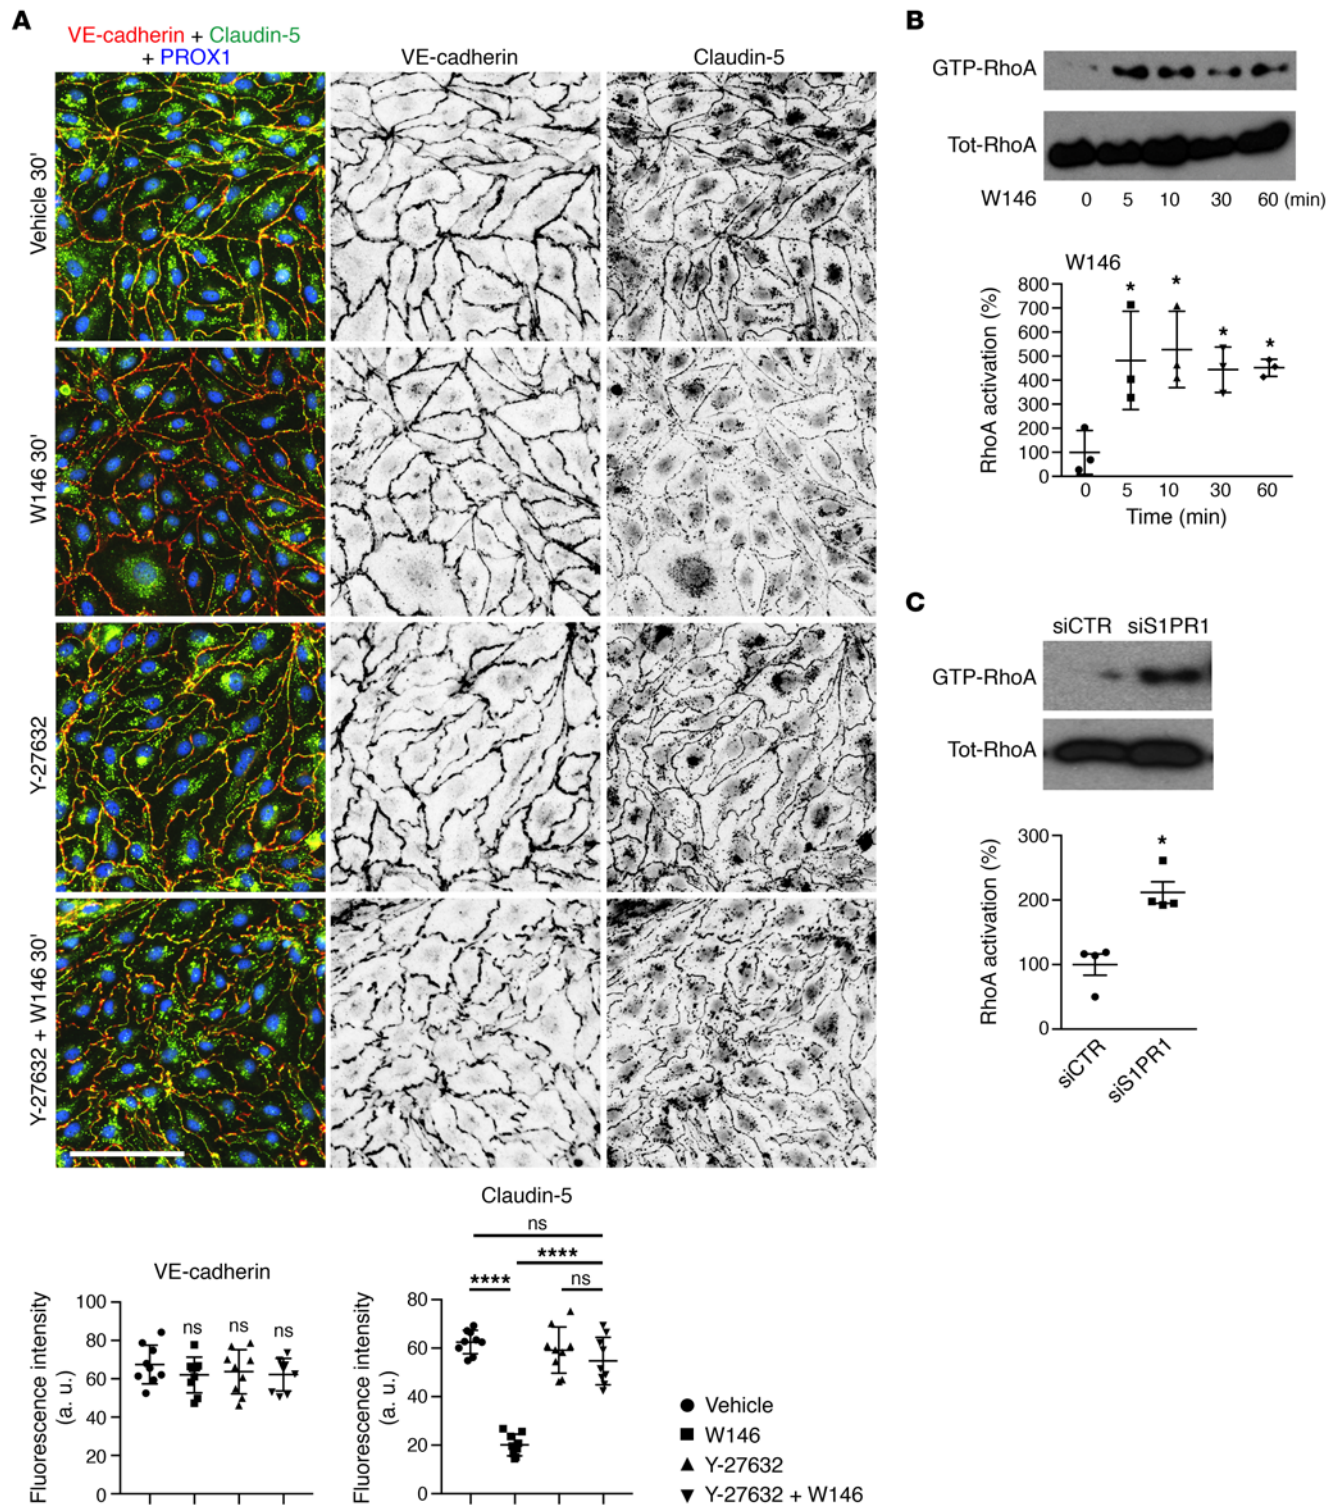 A
VE-cadherin + Claudin-5
+ PROX1
VE-cadherin
Claudin-5
Vehicle 30'
W146 30'
Y-27632
Y-27632 + W146 30'
VE-cadherin
Fluorescence intensity
(a. u.)
100
80
60
40
20
0
ns
ns
ns
Claudin-5
Fluorescence intensity
(a. u.)
80
60
40
20
0
ns
****
****
ns
Vehicle
W146
Y-27632
Y-27632 + W146
B
GTP-RhoA
Tot-RhoA
W146 0 5 10 30 60 (min)
W146
RhoA activation (%)
800
700
600
500
400
300
200
100
0
* * * *
0 5 10 30 60
Time (min)
C
siCTR siS1PR1
GTP-RhoA
Tot-RhoA
RhoA activation (%)
300
200
100
0
*
siCTR
siS1PR1